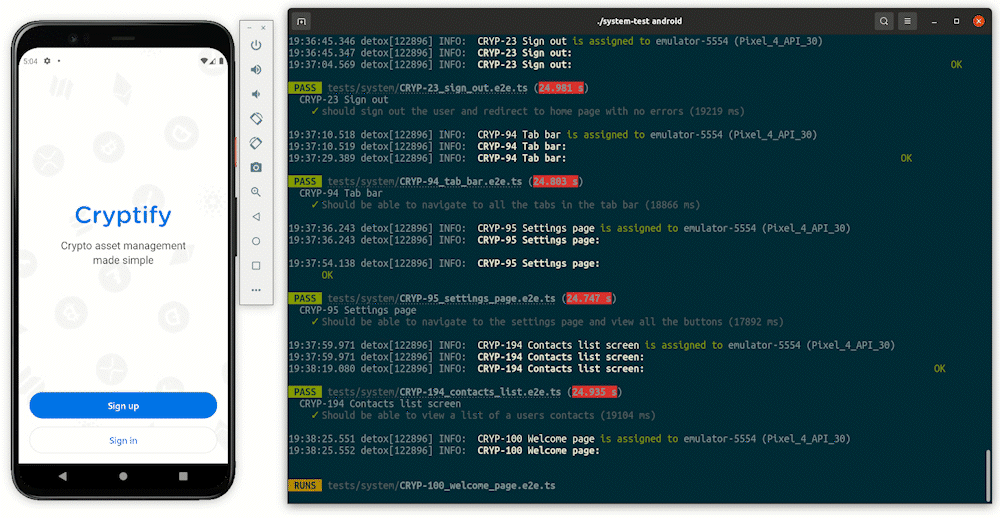 5:04
Cryptify
Crypto asset management
made simple
Sign up
Sign in
./system-test android
19:36:45.346 detox[122896] INFO:  CRYP-23 Sign out is assigned to emulator-5554 (Pixel_4_API_30)
19:36:45.347 detox[122896] INFO:  CRYP-23 Sign out:
19:37:04.569 detox[122896] INFO:  CRYP-23 Sign out: OK
PASS tests/system/CRYP-23_sign_out.e2e.ts (24.981 s)
CRYP-23 Sign out
✓ should sign out the user and redirect to home page with no errors (19219 ms)
19:37:10.518 detox[122896] INFO:  CRYP-94 Tab bar is assigned to emulator-5554 (Pixel_4_API_30)
19:37:10.519 detox[122896] INFO:  CRYP-94 Tab bar:
19:37:29.389 detox[122896] INFO:  CRYP-94 Tab bar: OK
PASS tests/system/CRYP-94_tab_bar.e2e.ts (24.803 s)
CRYP-94 Tab bar
✓ Should be able to navigate to all the tabs in the tab bar (18866 ms)
19:37:36.243 detox[122896] INFO:  CRYP-95 Settings page is assigned to emulator-5554 (Pixel_4_API_30)
19:37:36.243 detox[122896] INFO:  CRYP-95 Settings page:
19:37:54.138 detox[122896] INFO:  CRYP-95 Settings page:
OK
PASS tests/system/CRYP-95_settings_page.e2e.ts (24.747 s)
CRYP-95 Settings page
✓ Should be able to navigate to the settings page and view all the buttons (17892 ms)
19:37:59.971 detox[122896] INFO:  CRYP-194 Contacts list screen is assigned to emulator-5554 (Pixel_4_API_30)
19:37:59.971 detox[122896] INFO:  CRYP-194 Contacts list screen:
19:38:19.080 detox[122896] INFO:  CRYP-194 Contacts list screen: OK
PASS tests/system/CRYP-194_contacts_list.e2e.ts (24.935 s)
CRYP-194 Contacts list screen
✓ Should be able to view a list of a users contacts (19104 ms)
19:38:25.551 detox[122896] INFO:  CRYP-100 Welcome page is assigned to emulator-5554 (Pixel_4_API_30)
19:38:25.552 detox[122896] INFO:  CRYP-100 Welcome page:
RUNS tests/system/CRYP-100_welcome_page.e2e.ts